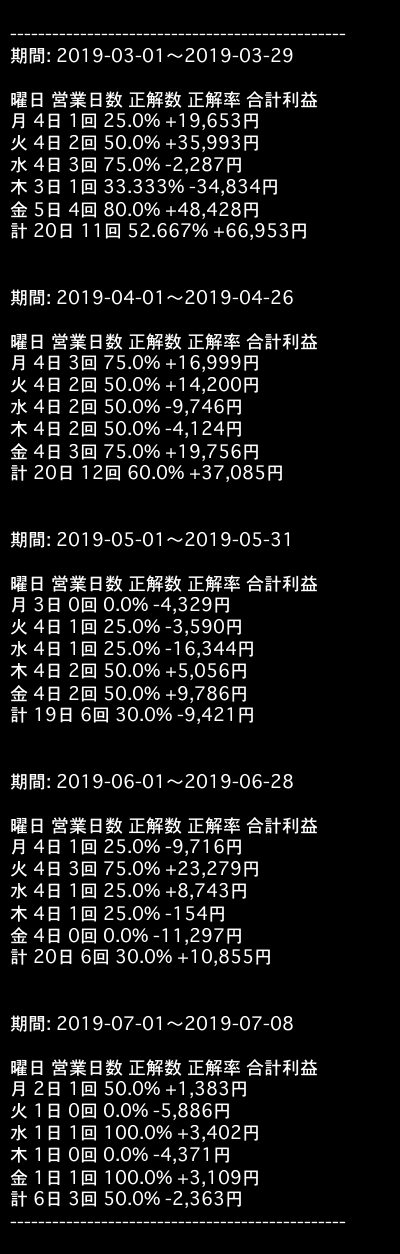 ------------------------------------------------
期間: 2019-03-01〜2019-03-29
曜日 営業日数 正解数 正解率 合計利益
月 4日 1回 25.0% +19,653円
火 4日 2回 50.0% +35,993円
水 4日 3回 75.0% -2,287円
木 3日 1回 33.333% -34,834円
金 5日 4回 80.0% +48,428円
計 20日 11回 52.667% +66,953円
期間: 2019-04-01〜2019-04-26
曜日 営業日数 正解数 正解率 合計利益
月 4日 3回 75.0% +16,999円
火 4日 2回 50.0% +14,200円
水 4日 2回 50.0% -9,746円
木 4日 2回 50.0% -4,124円
金 4日 3回 75.0% +19,756円
計 20日 12回 60.0% +37,085円
期間: 2019-05-01〜2019-05-31
曜日 営業日数 正解数 正解率 合計利益
月 3日 0回 0.0% -4,329円
火 4日 1回 25.0% -3,590円
水 4日 1回 25.0% -16,344円
木 4日 2回 50.0% +5,056円
金 4日 2回 50.0% +9,786円
計 19日 6回 30.0% -9,421円
期間: 2019-06-01〜2019-06-28
曜日 営業日数 正解数 正解率 合計利益
月 4日 1回 25.0% -9,716円
火 4日 3回 75.0% +23,279円
水 4日 1回 25.0% +8,743円
木 4日 1回 25.0% -154円
金 4日 0回 0.0% -11,297円
計 20日 6回 30.0% +10,855円
期間: 2019-07-01〜2019-07-08
曜日 営業日数 正解数 正解率 合計利益
月 2日 1回 50.0% +1,383円
火 1日 0回 0.0% -5,886円
水 1日 1回 100.0% +3,402円
木 1日 0回 0.0% -4,371円
金 1日 1回 100.0% +3,109円
計 6日 3回 50.0% -2,363円
------------------------------------------------